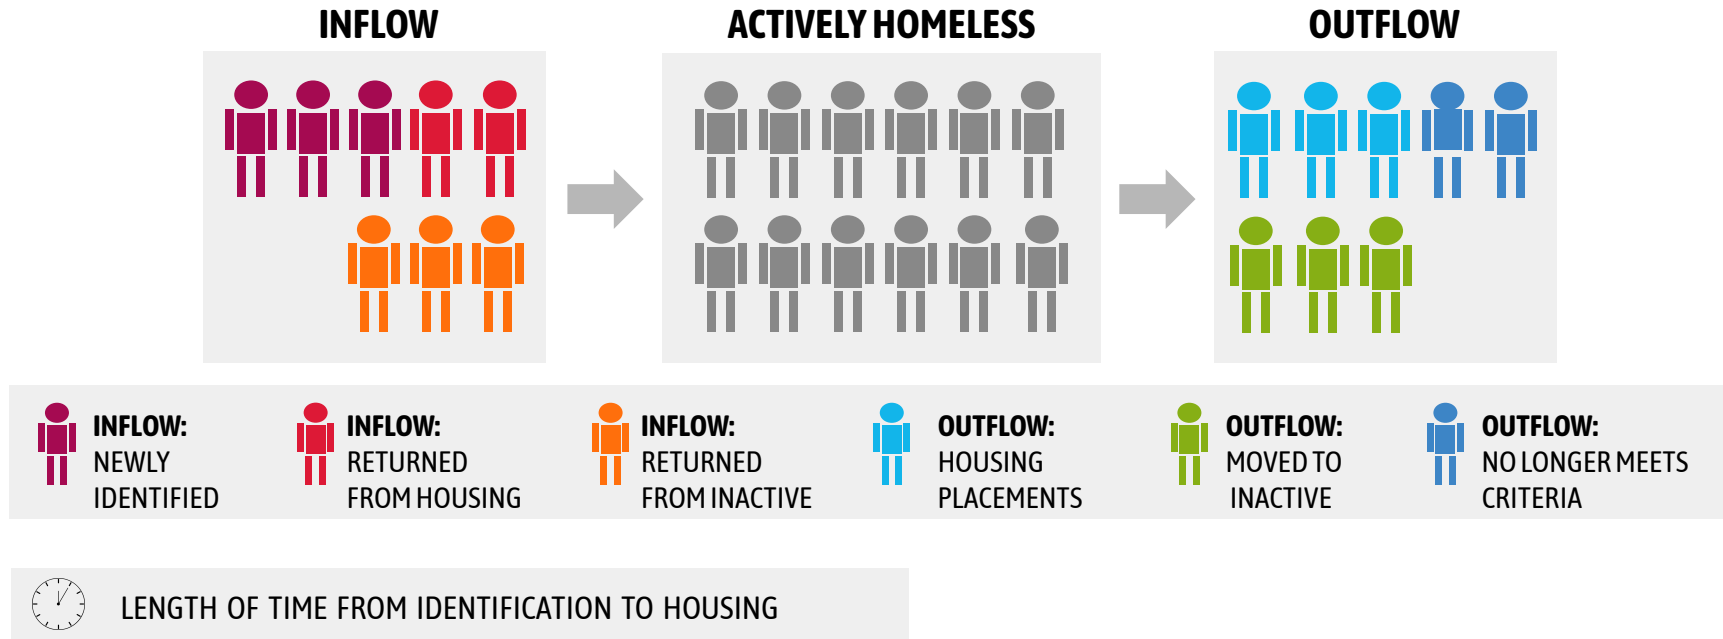 INFLOW
ACTIVELY HOMELESS
OUTFLOW
INFLOW:
NEWLY
IDENTIFIED
INFLOW:
RETURNED
FROM HOUSING
INFLOW:
RETURNED
FROM INACTIVE
OUTFLOW:
HOUSING
PLACEMENTS
OUTFLOW:
MOVED TO
INACTIVE
OUTFLOW:
NO LONGER MEETS
CRITERIA
LENGTH OF TIME FROM IDENTIFICATION TO HOUSING